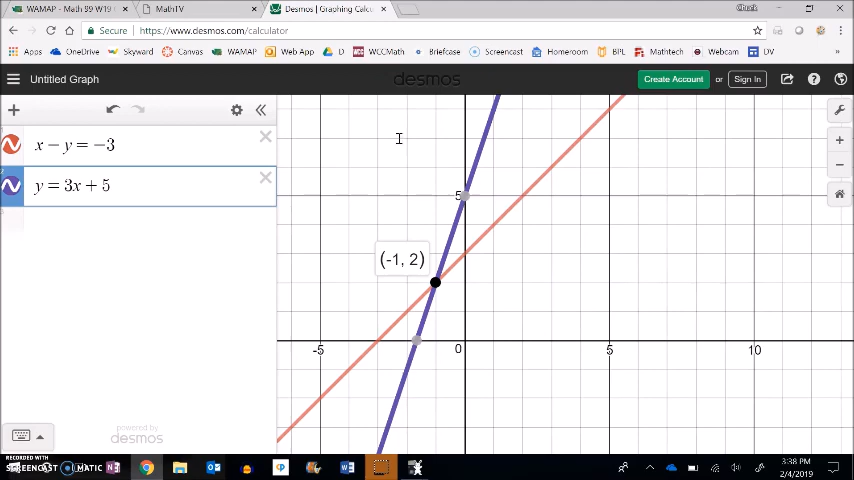 WAMAP - Math 99 W19
MathTV
Desmos | Graphing Calcu
Secure
https://www.desmos.com/calculator
Apps
OneDrive
Skyward
Canvas
WAMAP
Web App
D
WCCMath
Briefcase
Screencast
Homeroom
BPL
Mathtech
Webcam
DV
»
Untitled Graph
desmos
Create Account
or
Sign In
1
x − y = −3
2
y = 3x + 5
3
(-1, 2)
5
-5
0
5
10
powered by
desmos
RECORDED WITH
SCREENCAST MATIC
3:38 PM
2/4/2019